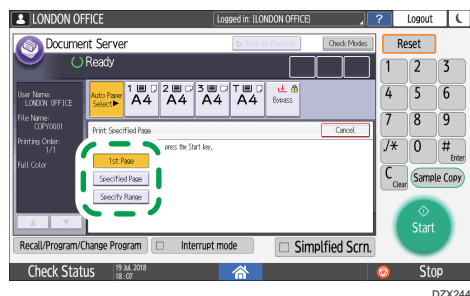 LONDON OFFICE
Logged in: [LONDON OFFICE]
?
Logout
Document Server
Check Modes
Reset
Ready
1 2 3
4 5 6
7 8 9
./* 0 #
Enter
C
Clear
Sample Copy
Start
User Name:
LONDON OFFICE
File Name:
COPY0001
Printing Order:
1/1
Full Color
Auto Paper
Select▶
1
A4
2
A4
3
A4
T
A4
Bypass
Print Specified Page
Cancel
press the Start key.
1st Page
Specified Page
Specify Range
Recall/Program/Change Program
Interrupt mode
Simplfied Scrn.
Check Status
19 JUL 2018
18 : 07
Stop
DZX244